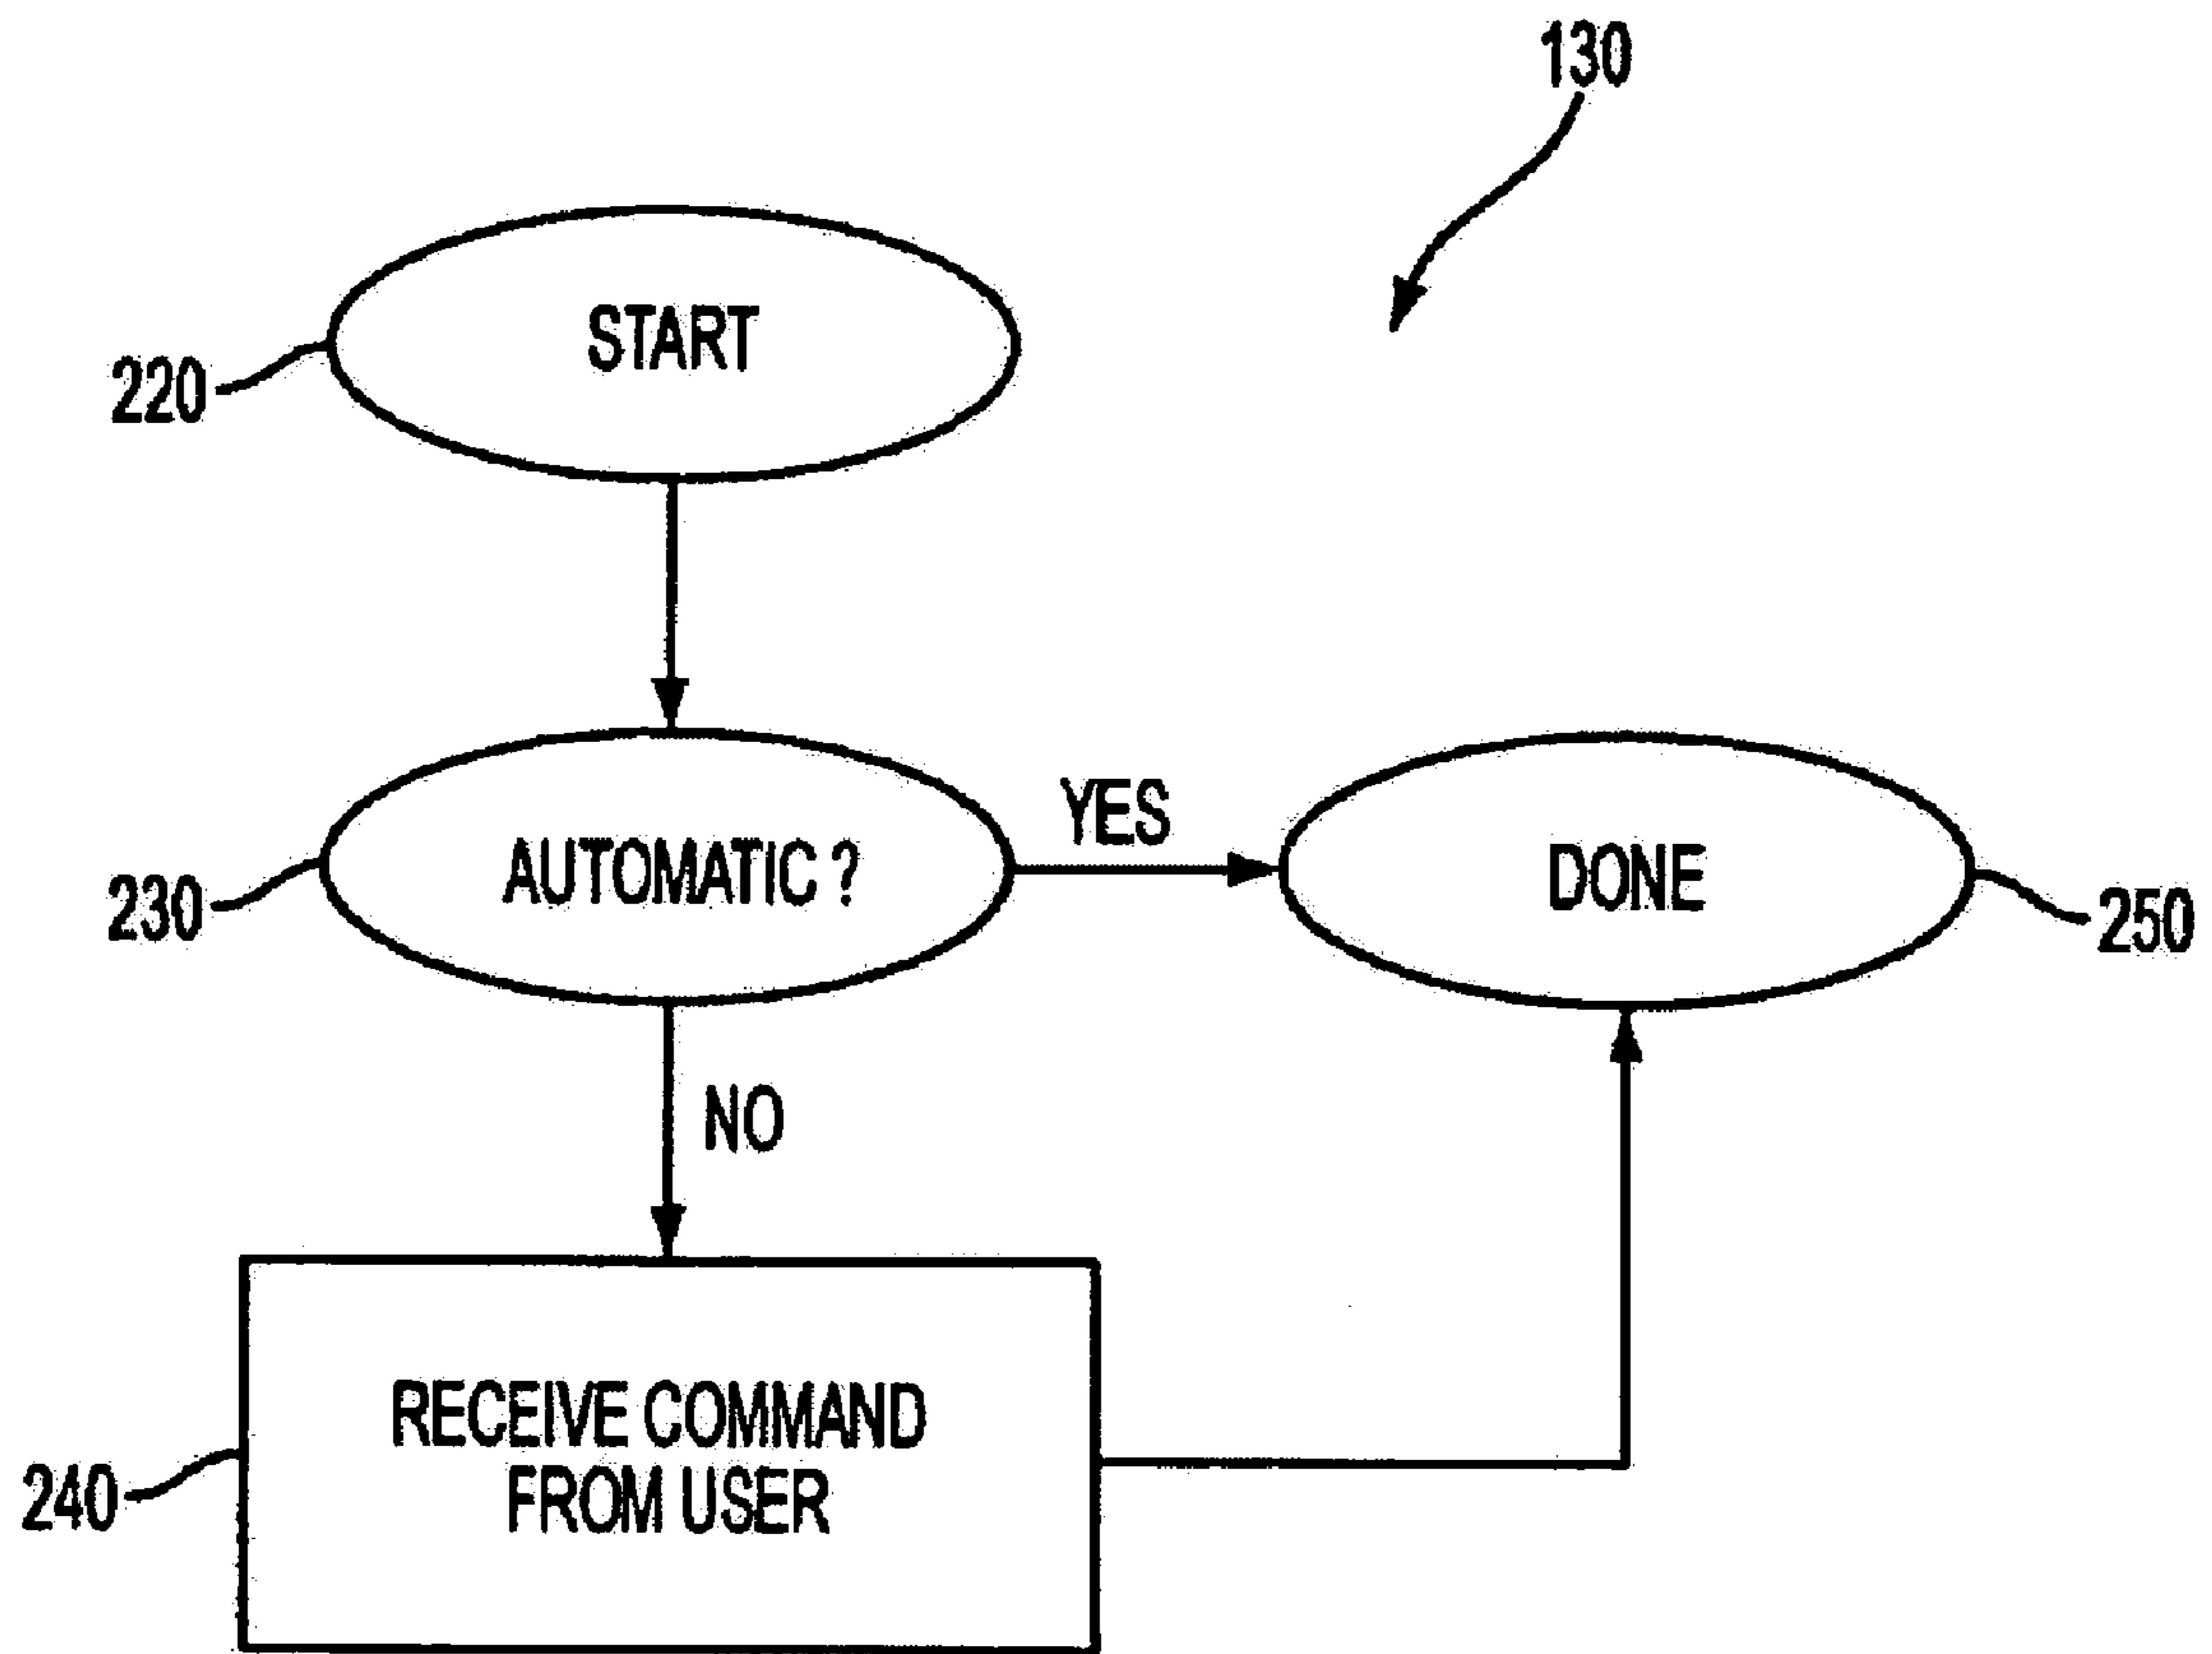 130
START
220
AUTOMATIC ?
YES
DONE
230
250
NO
RECEIVE COMMAND
FROM USER
240